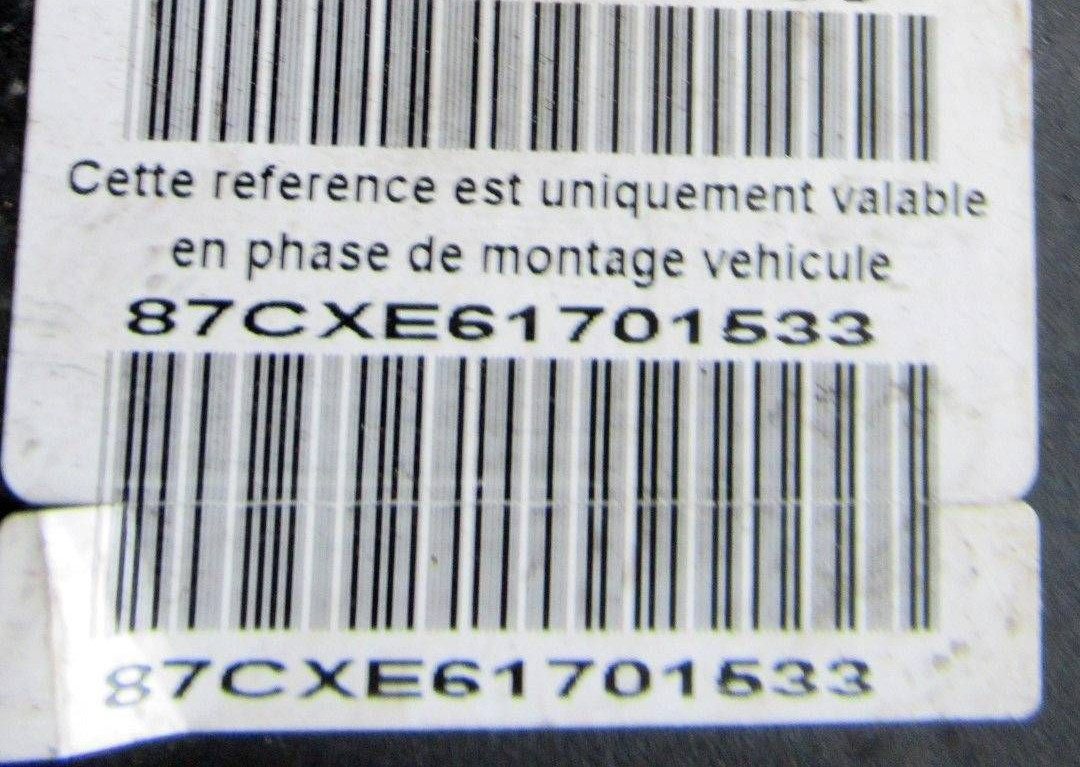 Cette reference est uniquement valable
en phase de montage vehicule
87CXE61701533
87CXE61701533